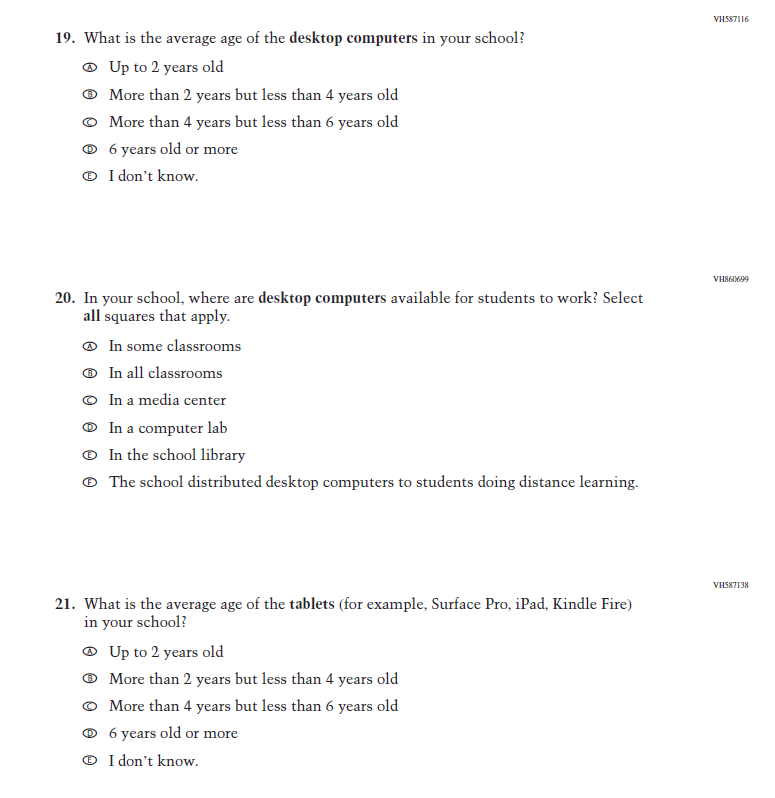 VH587116
19. What is the average age of the desktop computers in your school?
A Up to 2 years old
B More than 2 years but less than 4 years old
C More than 4 years but less than 6 years old
D 6 years old or more
E I don’t know.
VH860699
20. In your school, where are desktop computers available for students to work? Select
all squares that apply.
A In some classrooms
B In all classrooms
C In a media center
D In a computer lab
E In the school library
F The school distributed desktop computers to students doing distance learning.
VH587138
21. What is the average age of the tablets (for example, Surface Pro, iPad, Kindle Fire)
in your school?
A Up to 2 years old
B More than 2 years but less than 4 years old
C More than 4 years but less than 6 years old
D 6 years old or more
E I don’t know.